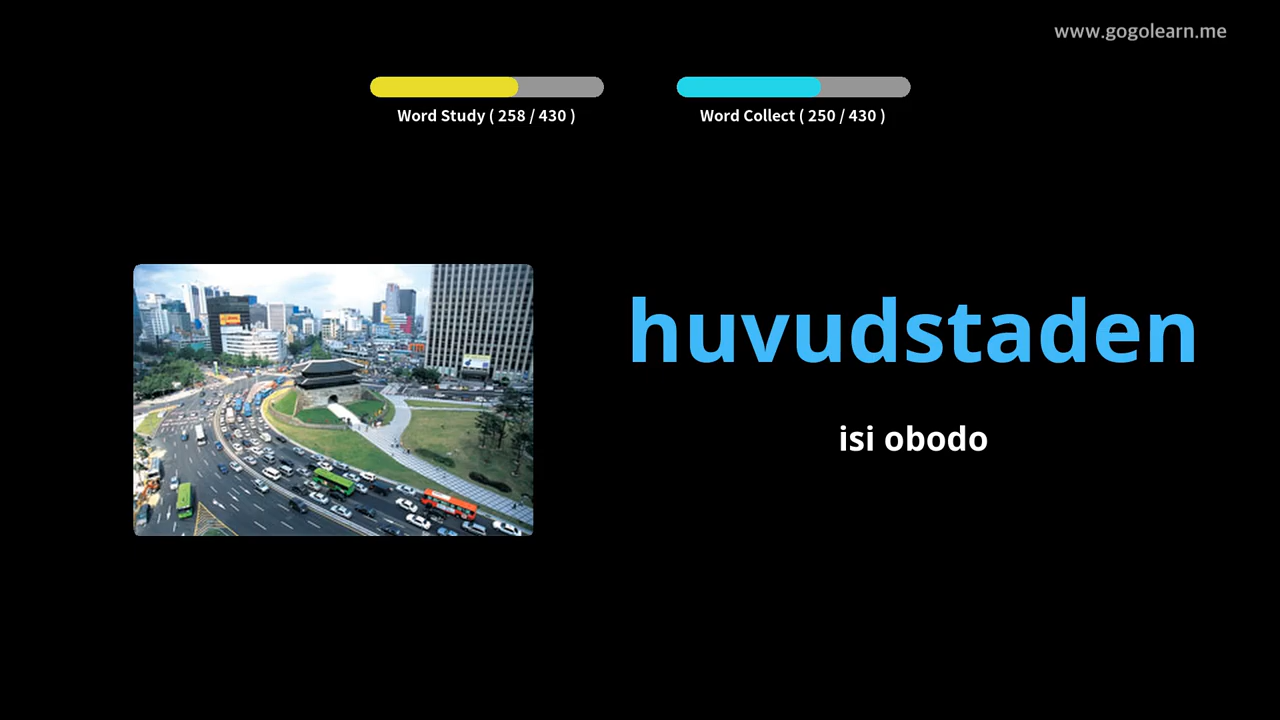 www.gogolearn.me
Word Study ( 258 / 430 )
Word Collect ( 250 / 430 )
huvudstaden
isi obodo